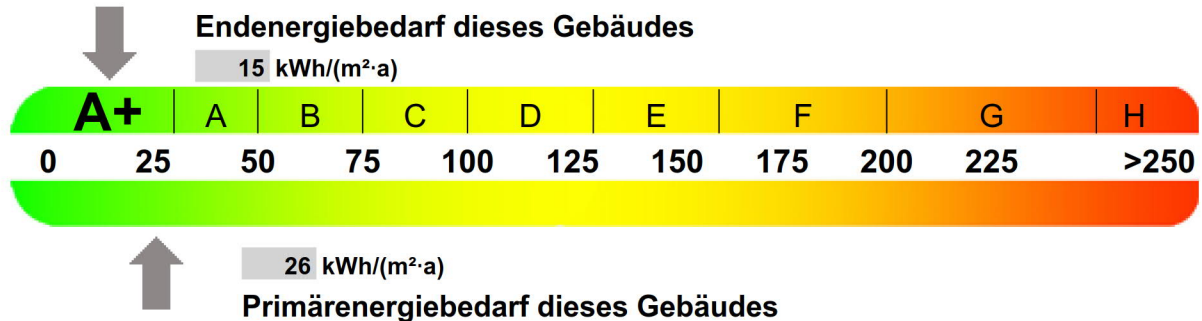 Endenergiebedarf dieses Gebäudes
15 kWh/(m²·a)
A+ A B C D E F G H
0 25 50 75 100 125 150 175 200 225 >250
26 kWh/(m²·a)
Primärenergiebedarf dieses Gebäudes